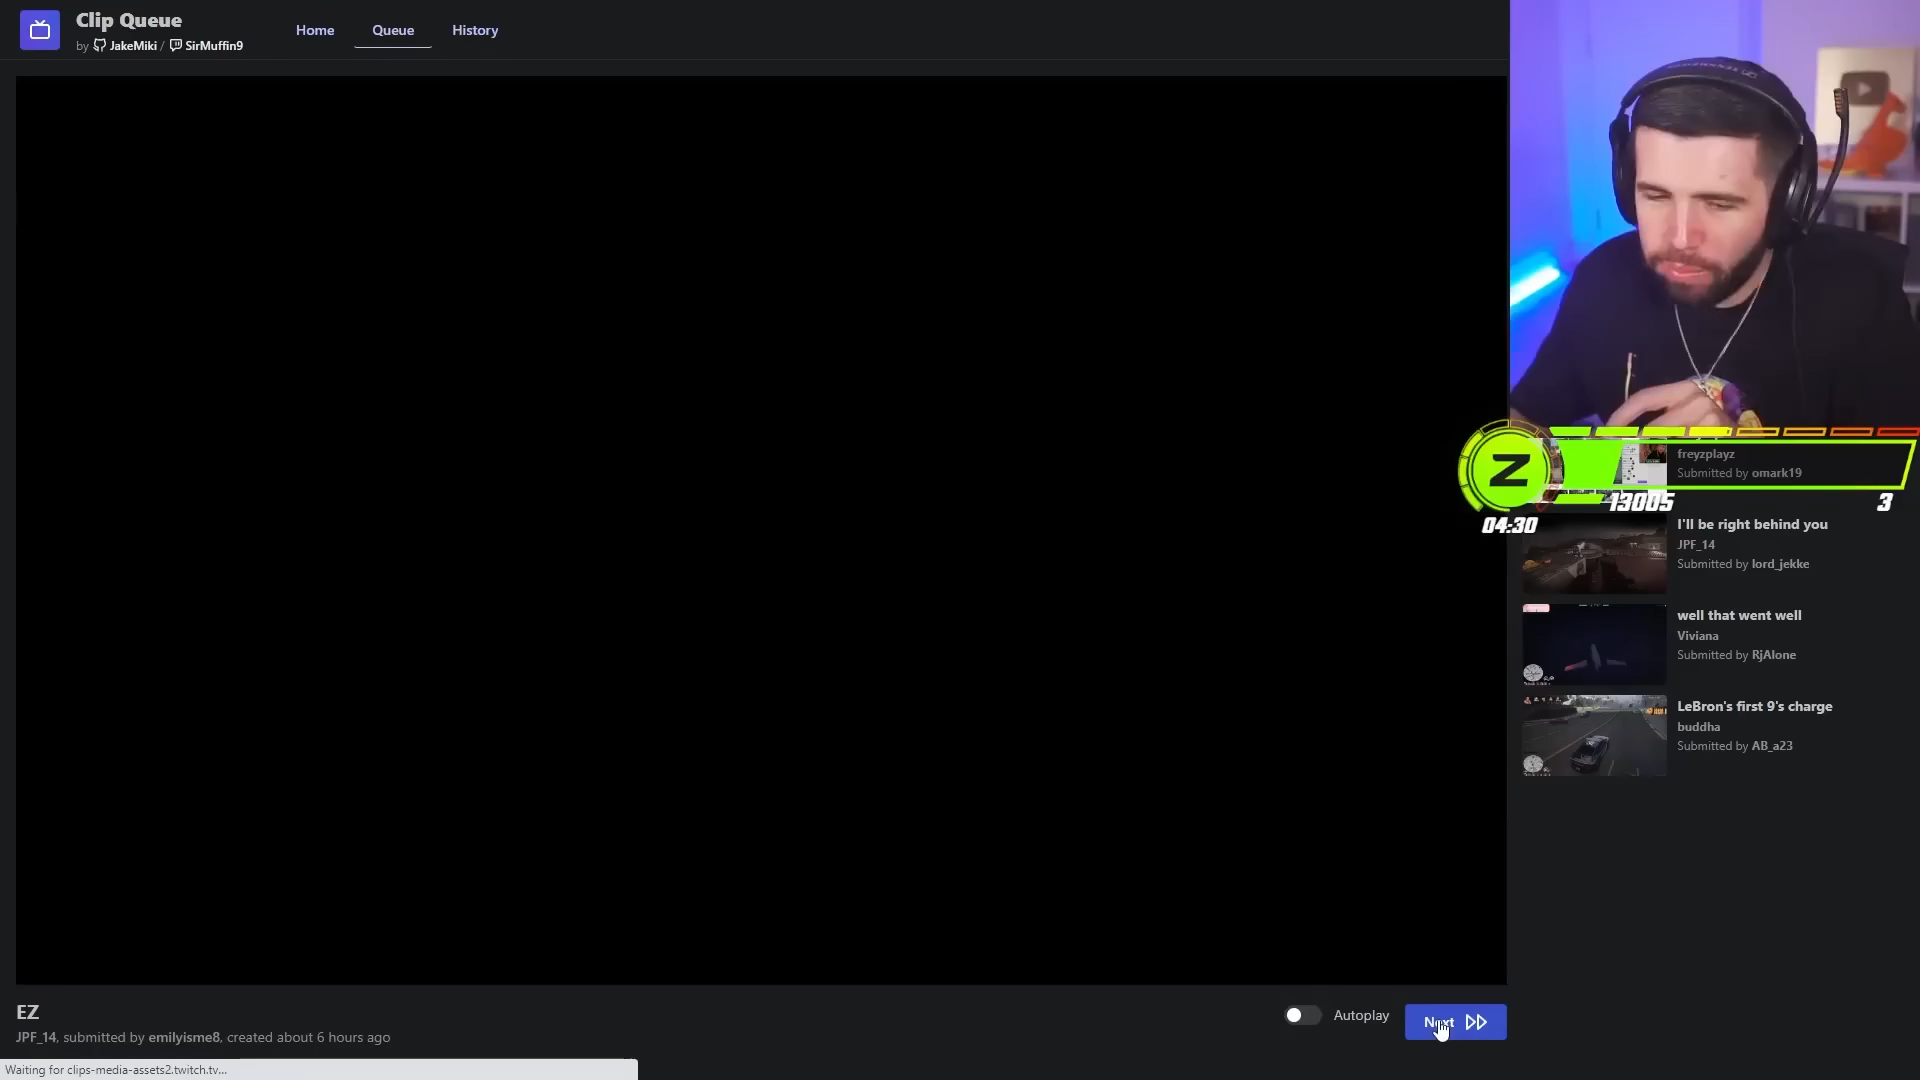 Clip Queue
by JakeMiki / SirMuffin9
Home
Queue
History
Z
freyzplayz
Submitted by omark19
13005
3
04:30
I'll be right behind you
JPF_14
Submitted by lord_jekke
well that went well
Viviana
Submitted by RjAlone
LeBron's first 9's charge
buddha
Submitted by AB_a23
EZ
JPF_14, submitted by emilyisme8, created about 6 hours ago
Autoplay
Next
Waiting for clips-media-assets2.twitch.tv...